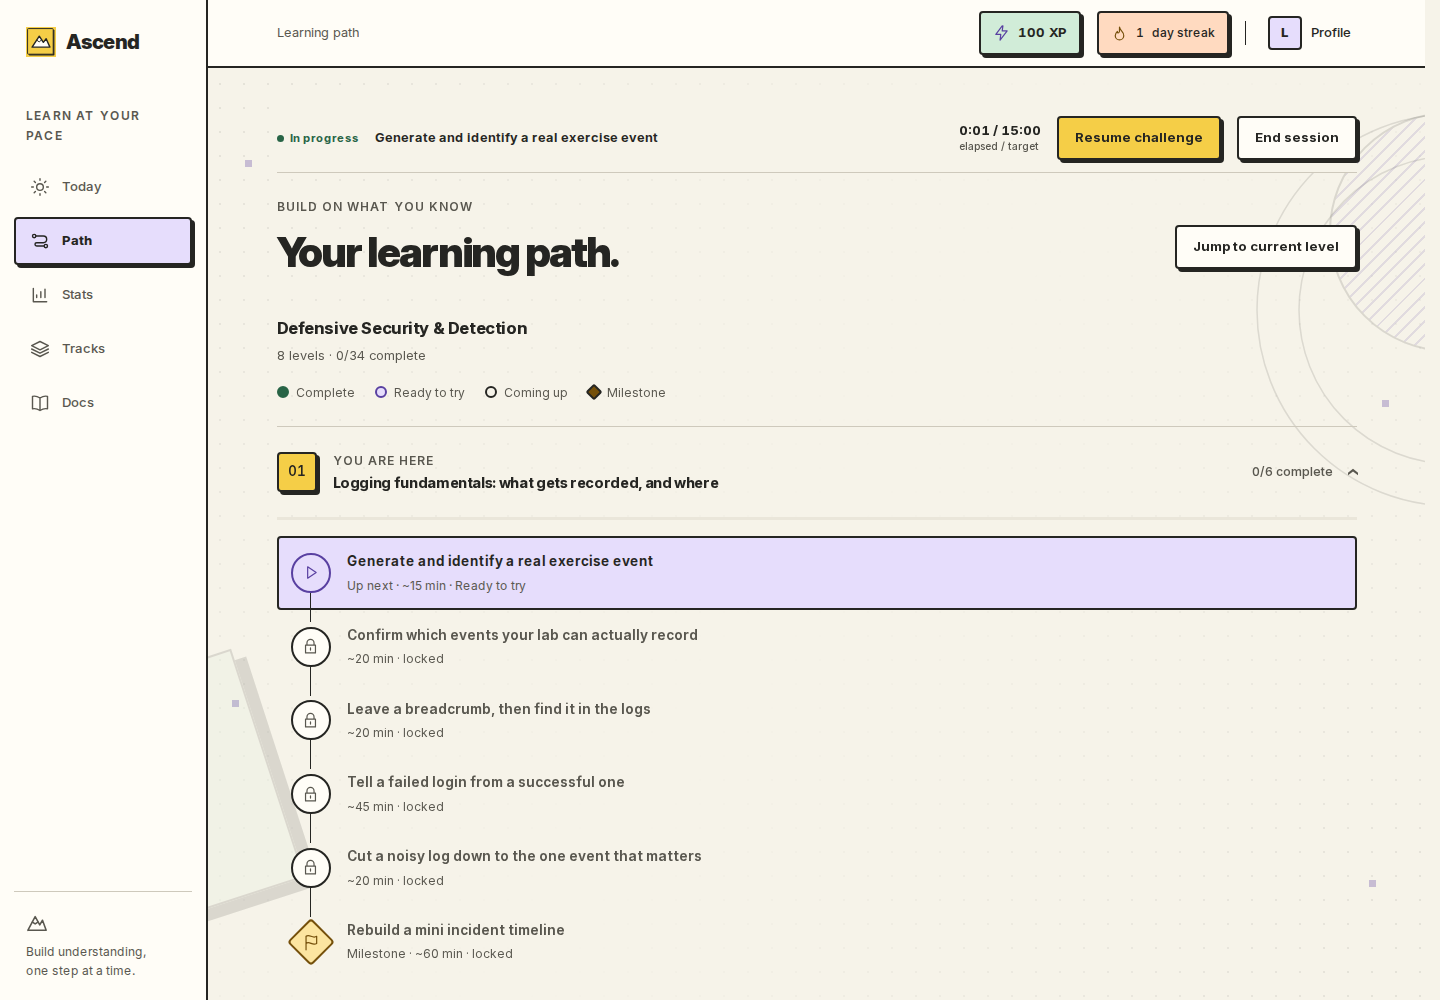 Ascend
LEARN AT YOUR
PACE
Today
Path
Stats
Tracks
Docs
Build understanding,
one step at a time.
Learning path
100 XP
1 day streak
L
Profile
In progress
Generate and identify a real exercise event
0:01 / 15:00
elapsed / target
Resume challenge
End session
BUILD ON WHAT YOU KNOW
Your learning path.
Jump to current level
Defensive Security & Detection
8 levels · 0/34 complete
Complete
Ready to try
Coming up
Milestone
01
YOU ARE HERE
Logging fundamentals: what gets recorded, and where
0/6 complete
Generate and identify a real exercise event
Up next · ~15 min · Ready to try
Confirm which events your lab can actually record
~20 min · locked
Leave a breadcrumb, then find it in the logs
~20 min · locked
Tell a failed login from a successful one
~45 min · locked
Cut a noisy log down to the one event that matters
~20 min · locked
Rebuild a mini incident timeline
Milestone · ~60 min · locked